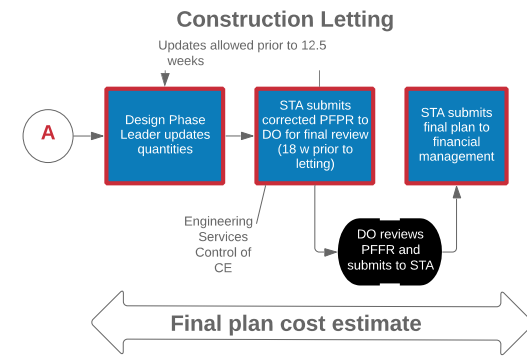 Construction Letting
Updates allowed prior to 12.5
weeks
A
Design Phase
Leader updates
quantities
STA submits
corrected PFPR to
DO for final review
(18 w prior to
letting)
STA submits
final plan to
financial
management
Engineering
Services
Control of
CE
DO reviews
PFFR and
submits to STA
Final plan cost estimate